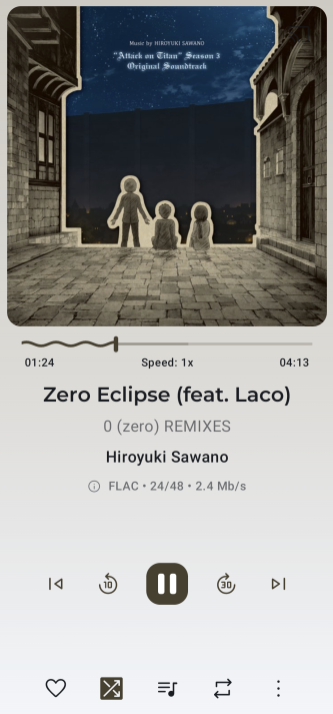 Music by HIROYUKI SAWANO
"Attack on Titan" Season 3
Original Soundtrack
01:24
Speed: 1x
04:13
Zero Eclipse (feat. Laco)
0 (zero) REMIXES
Hiroyuki Sawano
FLAC • 24/48 • 2.4 Mb/s
10
30